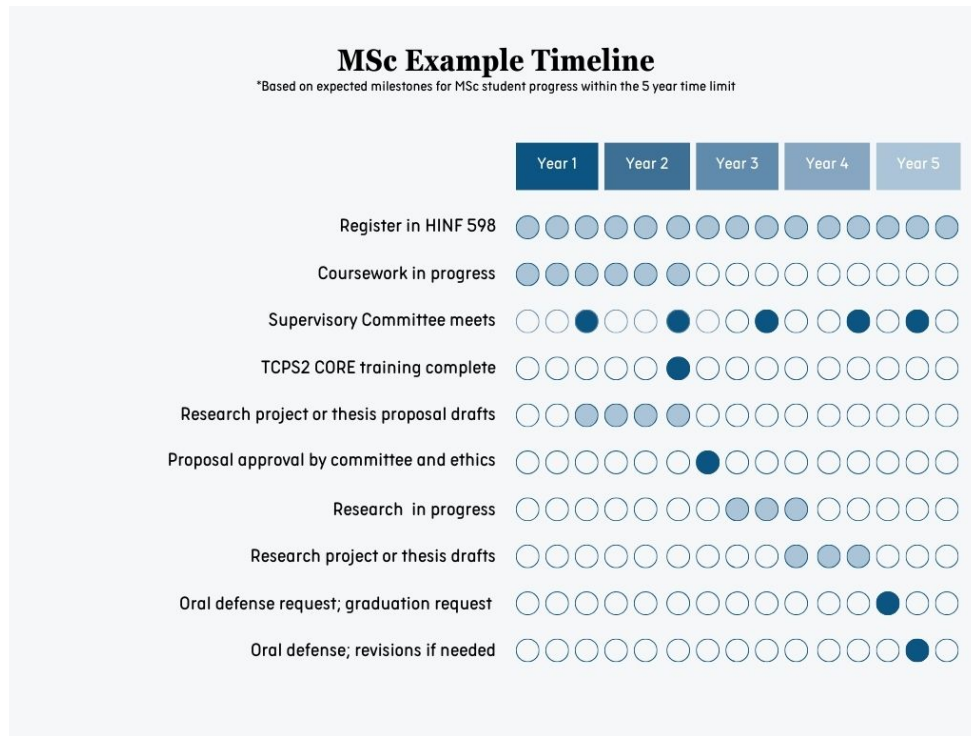 MSc Example Timeline
*Based on expected milestones for MSc student progress within the 5 year time limit
Year 1 Year 2 Year 3 Year 4 Year 5
Register in HINF 598
Coursework in progress
Supervisory Committee meets
TCPS2 CORE training complete
Research project or thesis proposal drafts
Proposal approval by committee and ethics
Research in progress
Research project or thesis drafts
Oral defense request; graduation request
Oral defense; revisions if needed